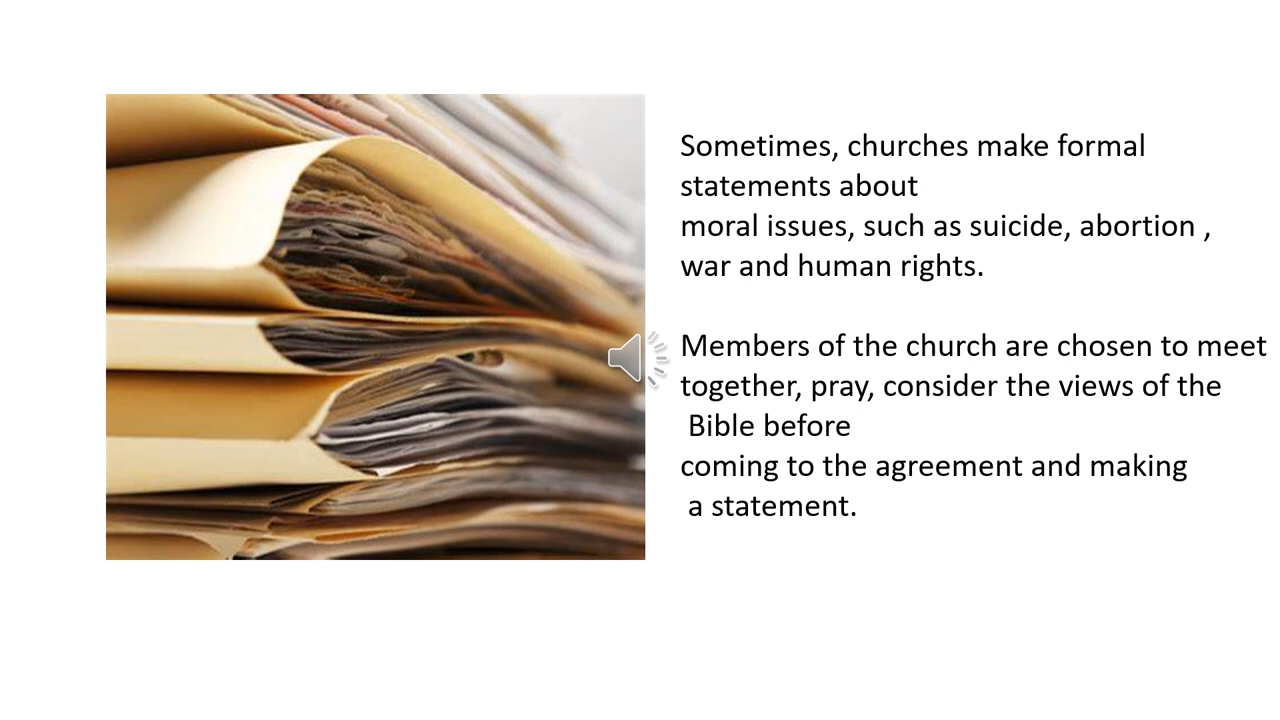 Sometimes, churches make formal
statements about
moral issues, such as suicide, abortion ,
war and human rights.
Members of the church are chosen to meet
together, pray, consider the views of the
Bible before
coming to the agreement and making
a statement.